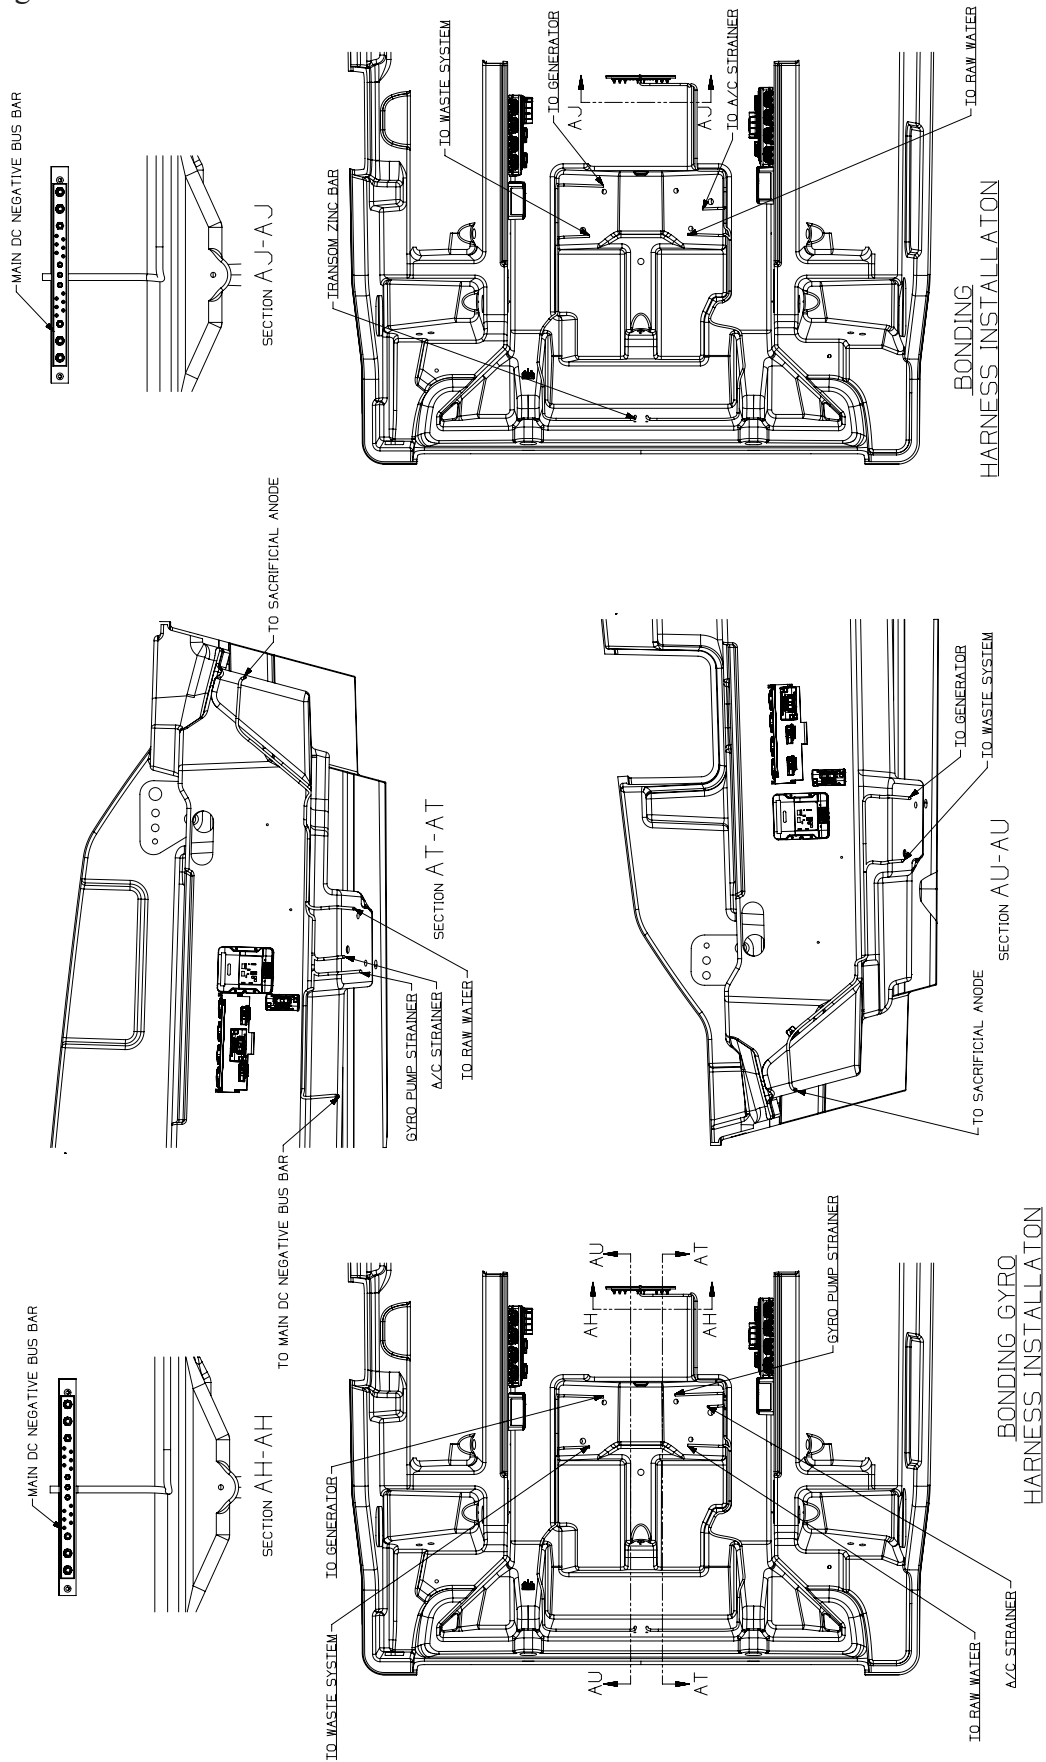 g
MAIN DC NEGATIVE BUS BAR
SECTION AH-AH
TO MAIN DC NEGATIVE BUS BAR
GYRO PUMP STRAINER
A/C STRAINER
TO RAW WATER
SECTION AT-AT
TO SACRIFICIAL ANODE
MAIN DC NEGATIVE BUS BAR
SECTION AJ-AJ
TO WASTE SYSTEM
TO GENERATOR
AU
AT
AU
AT
AH
AH
GYRO PUMP STRAINER
TO RAW WATER
A/C STRAINER
BONDING GYRO
HARNESS INSTALLATON
TO SACRIFICIAL ANODE
SECTION AU-AU
TO GENERATOR
TO WASTE SYSTEM
TRANSOM ZINC BAR
TO WASTE SYSTEM
TO GENERATOR
AJ
AJ
TO A/C STRAINER
TO RAW WATER
BONDING
HARNESS INSTALLATON